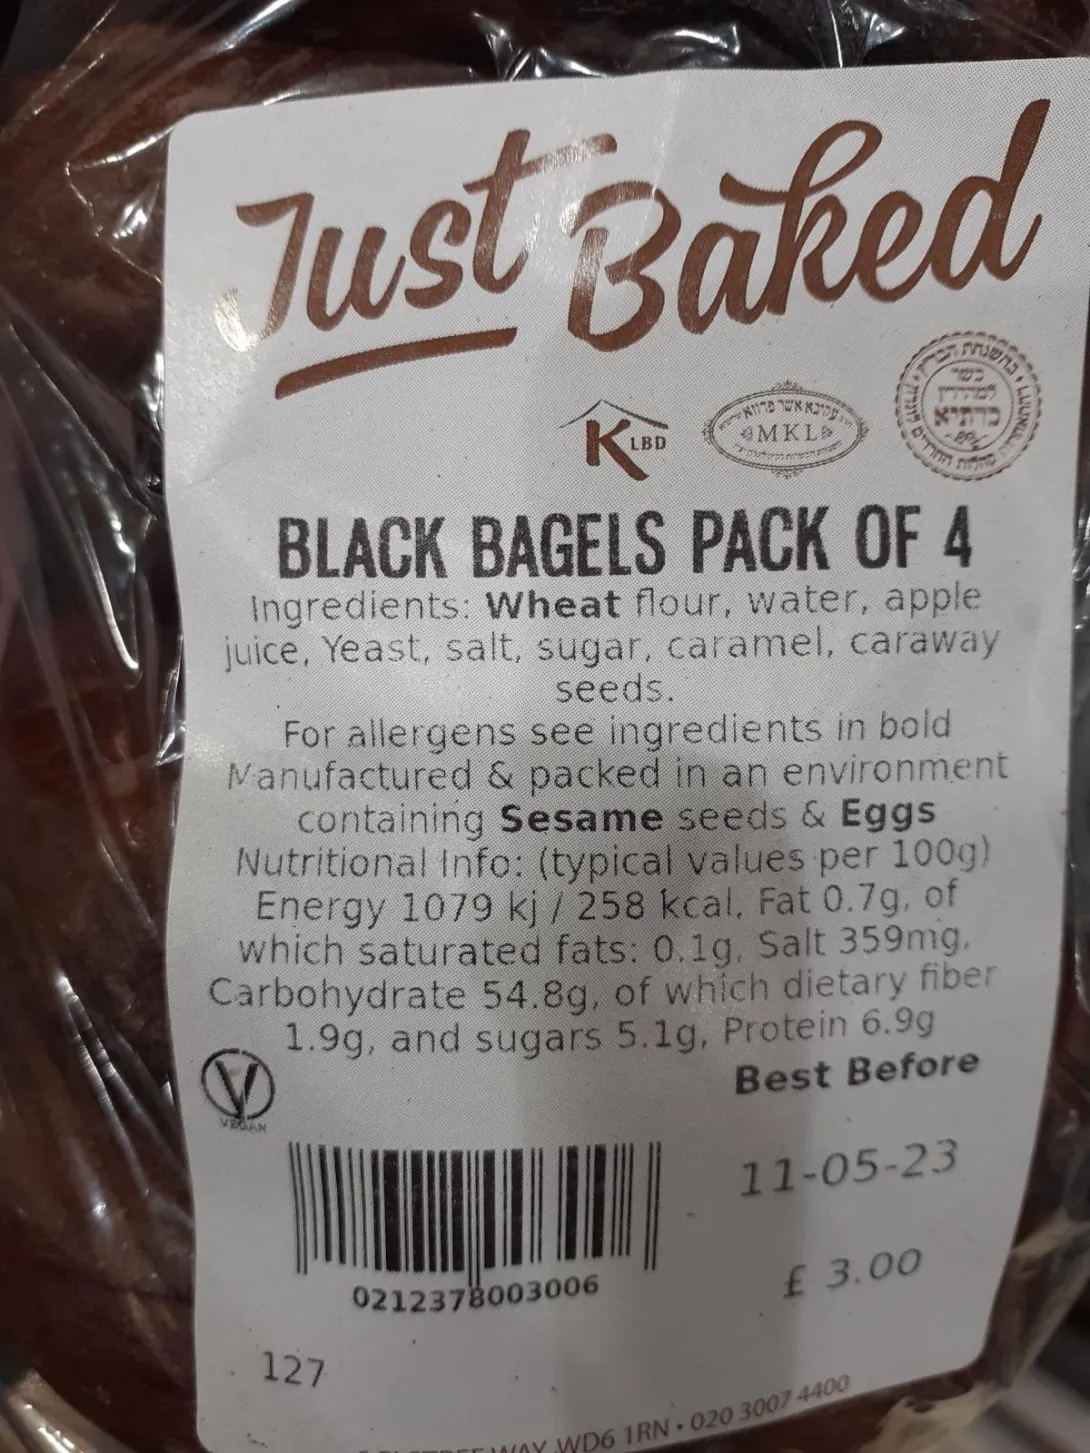 Just Baked
K LBD
MKL
כשר
למהדרין
BLACK BAGELS PACK OF 4
Ingredients: Wheat flour, water, apple
juice, Yeast, salt, sugar, caramel, caraway
seeds.
For allergens see ingredients in bold
Manufactured & packed in an environment
containing Sesame seeds & Eggs
Nutritional Info: (typical values per 100g)
Energy 1079 kj / 258 kcal, Fat 0.7g, of
which saturated fats: 0.1g, Salt 359mg,
Carbohydrate 54.8g, of which dietary fiber
1.9g, and sugars 5.1g, Protein 6.9g
V
VEGAN
Best Before
11-05-23
0212378003006
£ 3.00
127
WAY WD6 1RN • 020 3007 4400